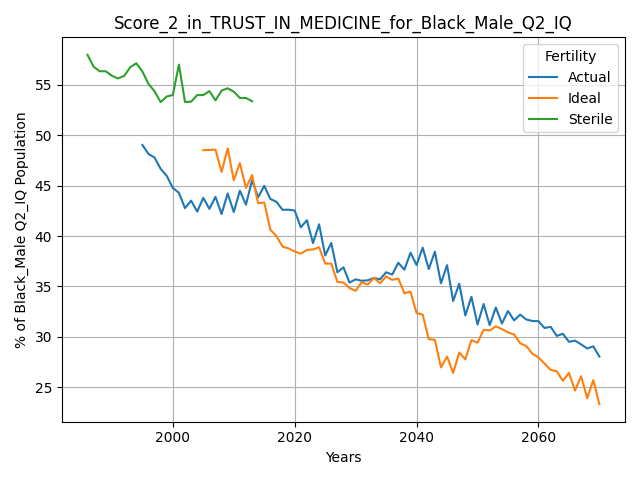 Score_2_in_TRUST_IN_MEDICINE_for_Black_Male_Q2_IQ
Fertility
Actual
Ideal
Sterile
% of Black_Male Q2_IQ Population
55
50
45
40
35
30
25
2000
2020
2040
2060
Years